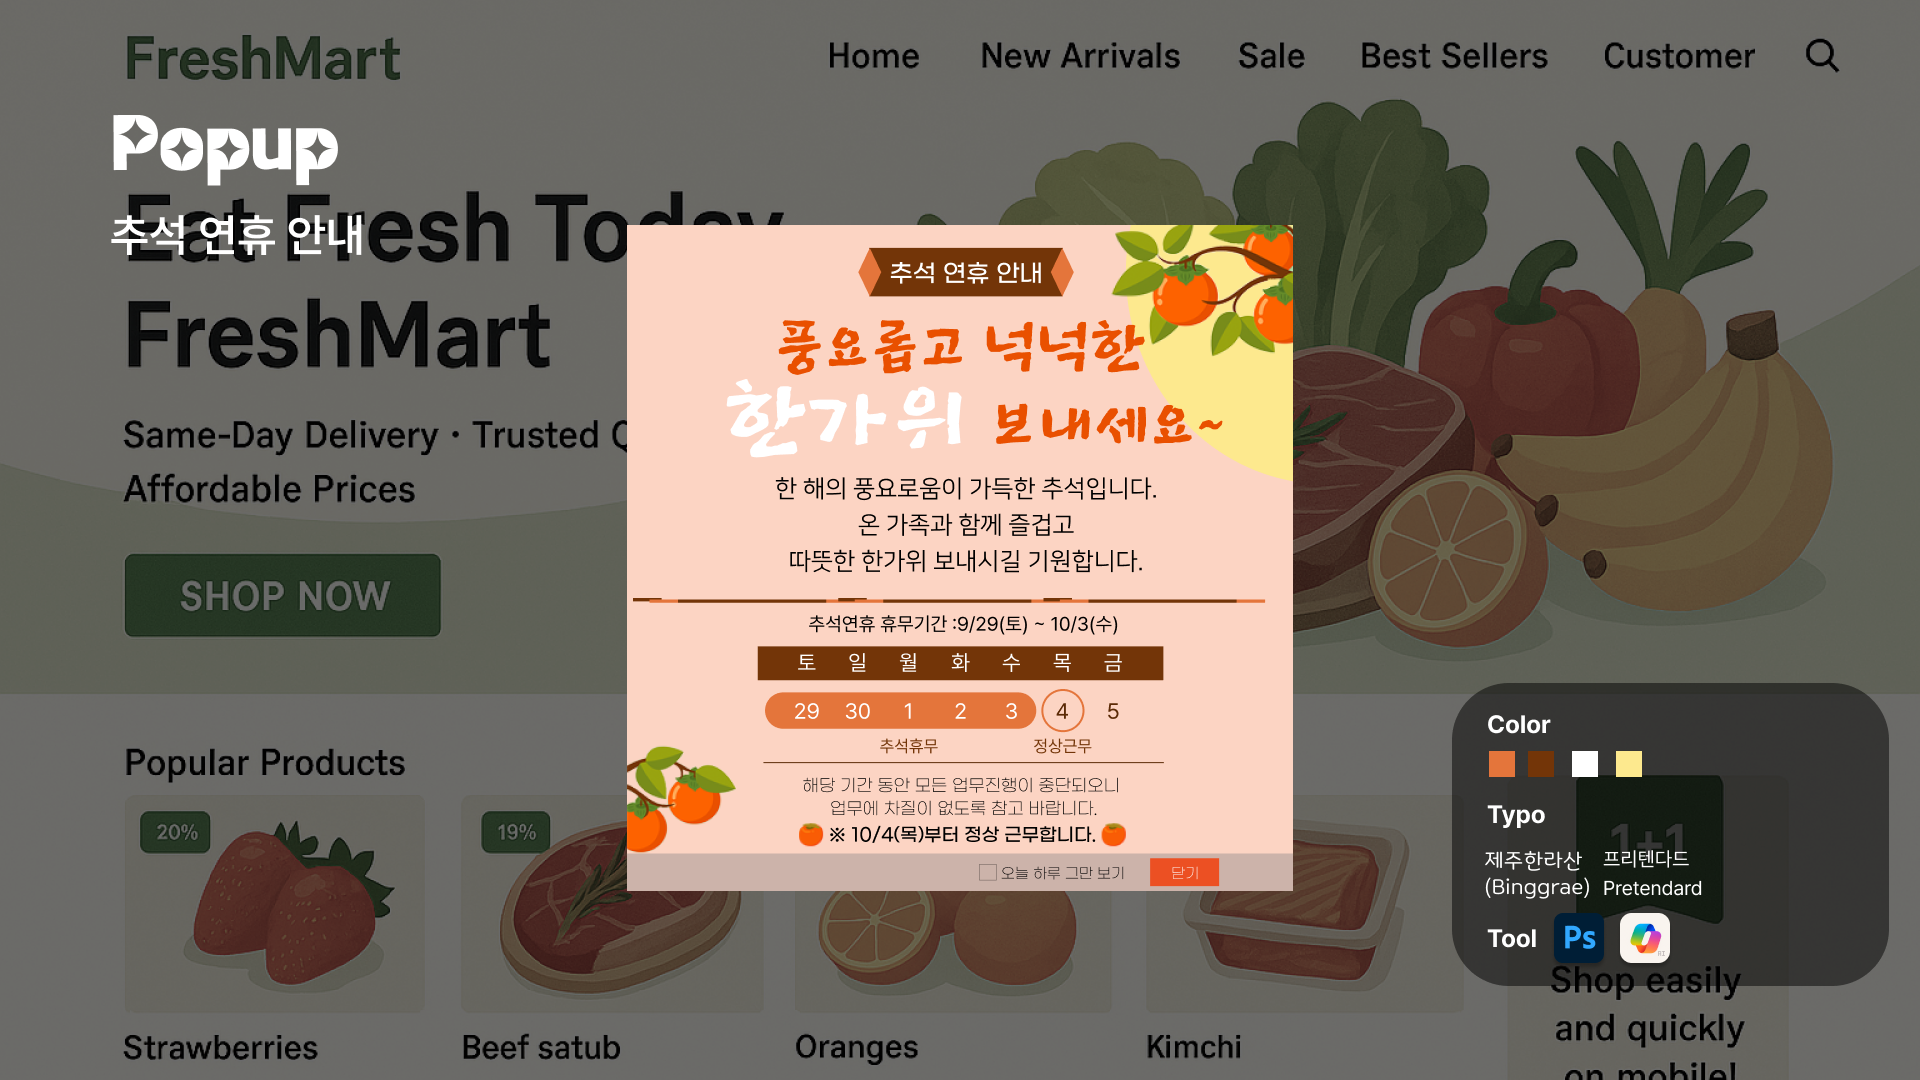 FreshMart
Home New Arrivals Sale Best Sellers Customer
Popup
추석 연휴 안내
Eat Fresh Today
FreshMart
Same-Day Delivery · Trusted Q
Affordable Prices
SHOP NOW
추석 연휴 안내
풍요롭고 넉넉한
한가위 보내세요~
한 해의 풍요로움이 가득한 추석입니다.
온 가족과 함께 즐겁고
따뜻한 한가위 보내시길 기원합니다.
추석연휴 휴무기간 :9/29(토) ~ 10/3(수)
토 일 월 화 수 목 금
29 30 1 2 3 4 5
추석휴무 정상근무
해당 기간 동안 모든 업무진행이 중단되오니
업무에 차질이 없도록 참고 바랍니다.
※ 10/4(목)부터 정상 근무합니다.
오늘 하루 그만 보기 닫기
Popular Products
20%
19%
Strawberries
Beef satub
Oranges
Kimchi
Color
Typo
1+1
제주한라산 프리텐다드
(Binggrae) Pretendard
Tool Ps
Shop easily
and quickly
on mobile!